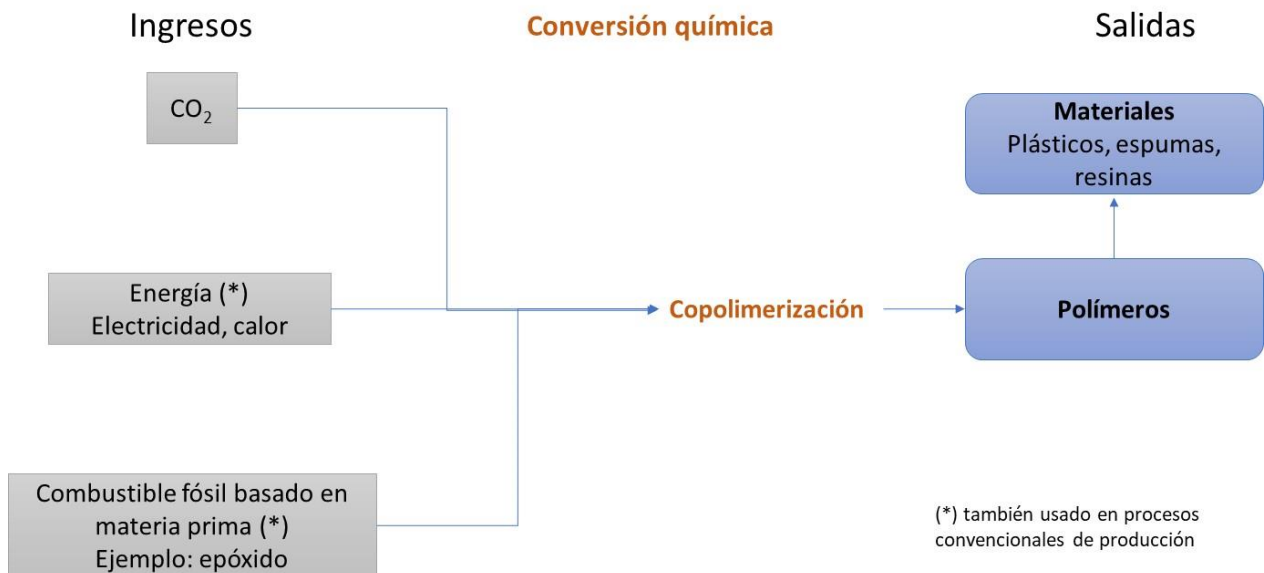 Ingresos
Conversión química
Salidas
CO₂
Materiales
Plásticos, espumas,
resinas
Energía (*)
Electricidad, calor
Copolimerización
Polímeros
Combustible fósil basado en
materia prima (*)
Ejemplo: epóxido
(*) también usado en procesos
convencionales de producción